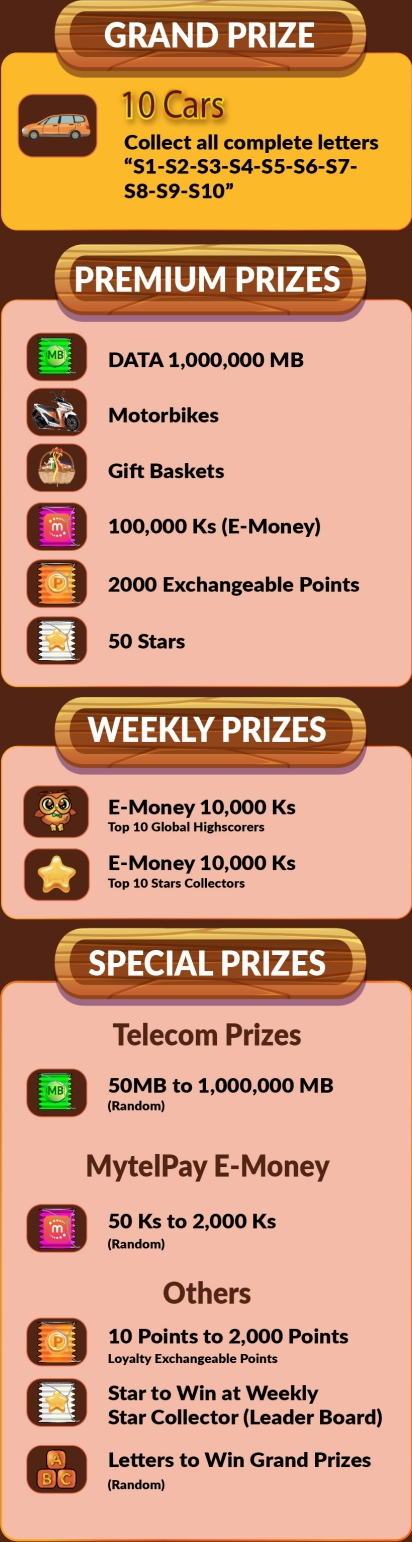 GRAND PRIZE
10 Cars
Collect all complete letters
“S1-S2-S3-S4-S5-S6-S7-
S8-S9-S10”
PREMIUM PRIZES
MB
DATA 1,000,000 MB
Motorbikes
Gift Baskets
m
100,000 Ks (E-Money)
P
2000 Exchangeable Points
50 Stars
WEEKLY PRIZES
E-Money 10,000 Ks
Top 10 Global Highscorers
E-Money 10,000 Ks
Top 10 Stars Collectors
SPECIAL PRIZES
Telecom Prizes
MB
50MB to 1,000,000 MB
(Random)
MytelPay E-Money
m
50 Ks to 2,000 Ks
(Random)
Others
P
10 Points to 2,000 Points
Loyalty Exchangeable Points
Star to Win at Weekly
Star Collector (Leader Board)
A
B C
Letters to Win Grand Prizes
(Random)